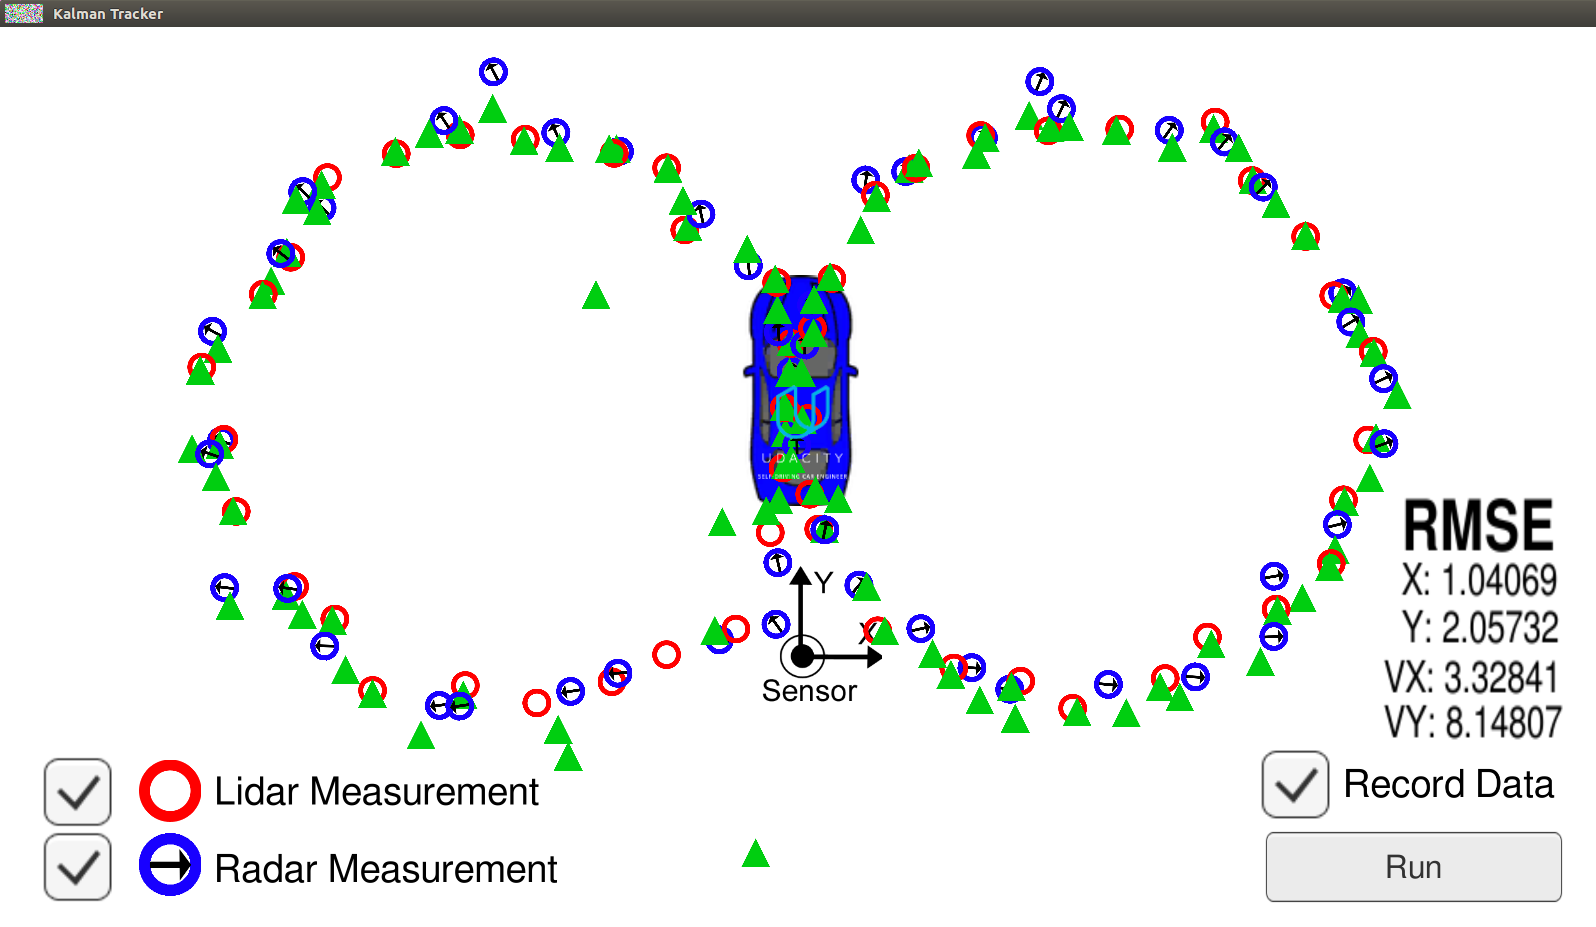 Kalman Tracker
UDACITY
SELF-DRIVING CAR ENGINEER
Y
X
Sensor
RMSE
X: 1.04069
Y: 2.05732
VX: 3.32841
VY: 8.14807
Lidar Measurement
Record Data
Radar Measurement
Run